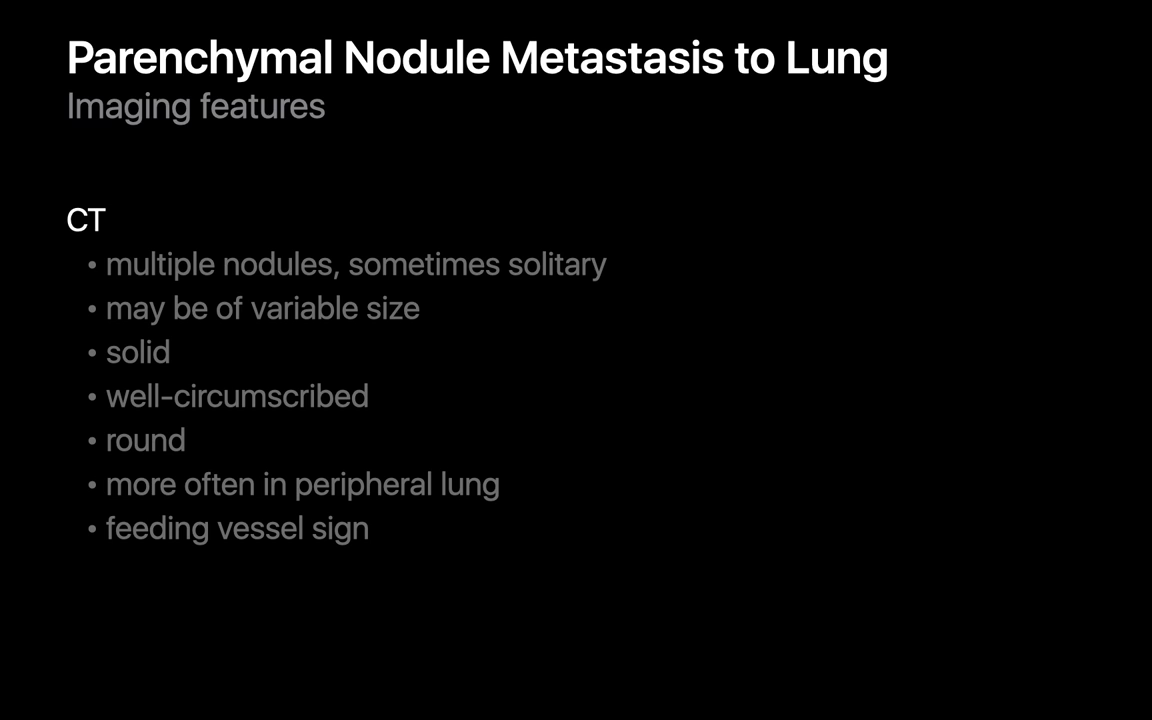 Parenchymal Nodule Metastasis to Lung
Imaging features
CT
• multiple nodules, sometimes solitary
• may be of variable size
• solid
• well-circumscribed
• round
• more often in peripheral lung
• feeding vessel sign